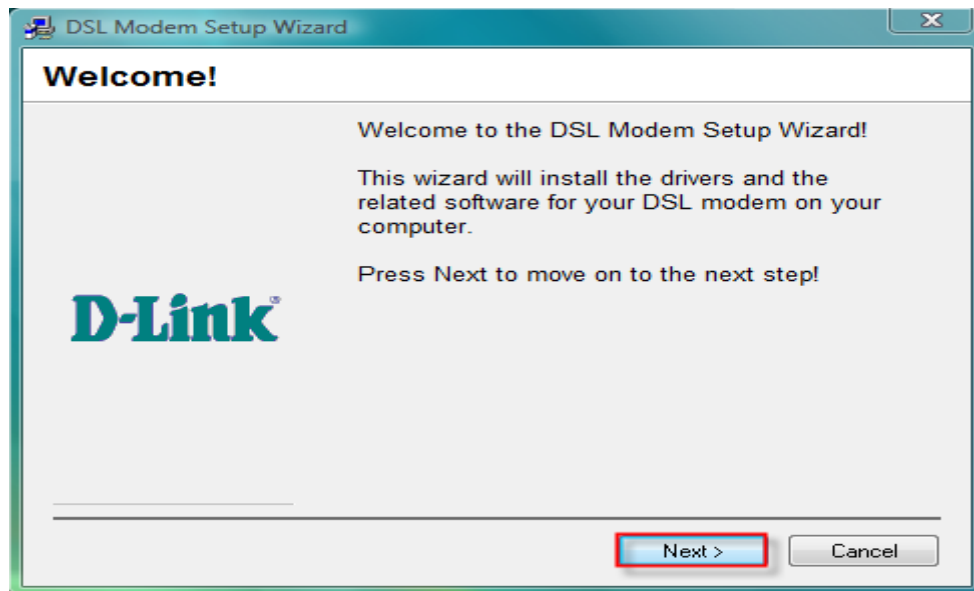 DSL Modem Setup Wizard
Welcome!
Welcome to the DSL Modem Setup Wizard!
This wizard will install the drivers and the
related software for your DSL modem on your
computer.
Press Next to move on to the next step!
D-Link
Next >
Cancel